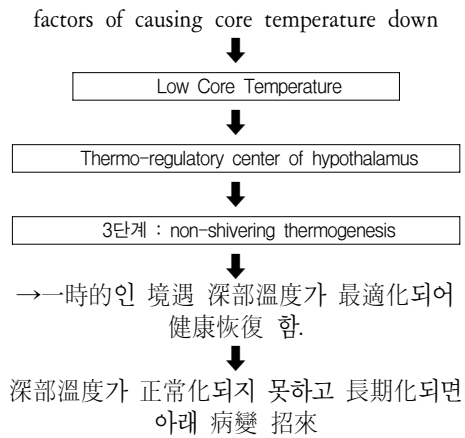 factors of causing core temperature down
Low Core Temperature
Thermo-regulatory center of hypothalamus
3단계 : non-shivering thermogenesis
→一時的인 境遇 深部溫度가 最適化되어
健康恢復 함.
深部溫度가 正常化되지 못하고 長期化되면
아래 病變 招來